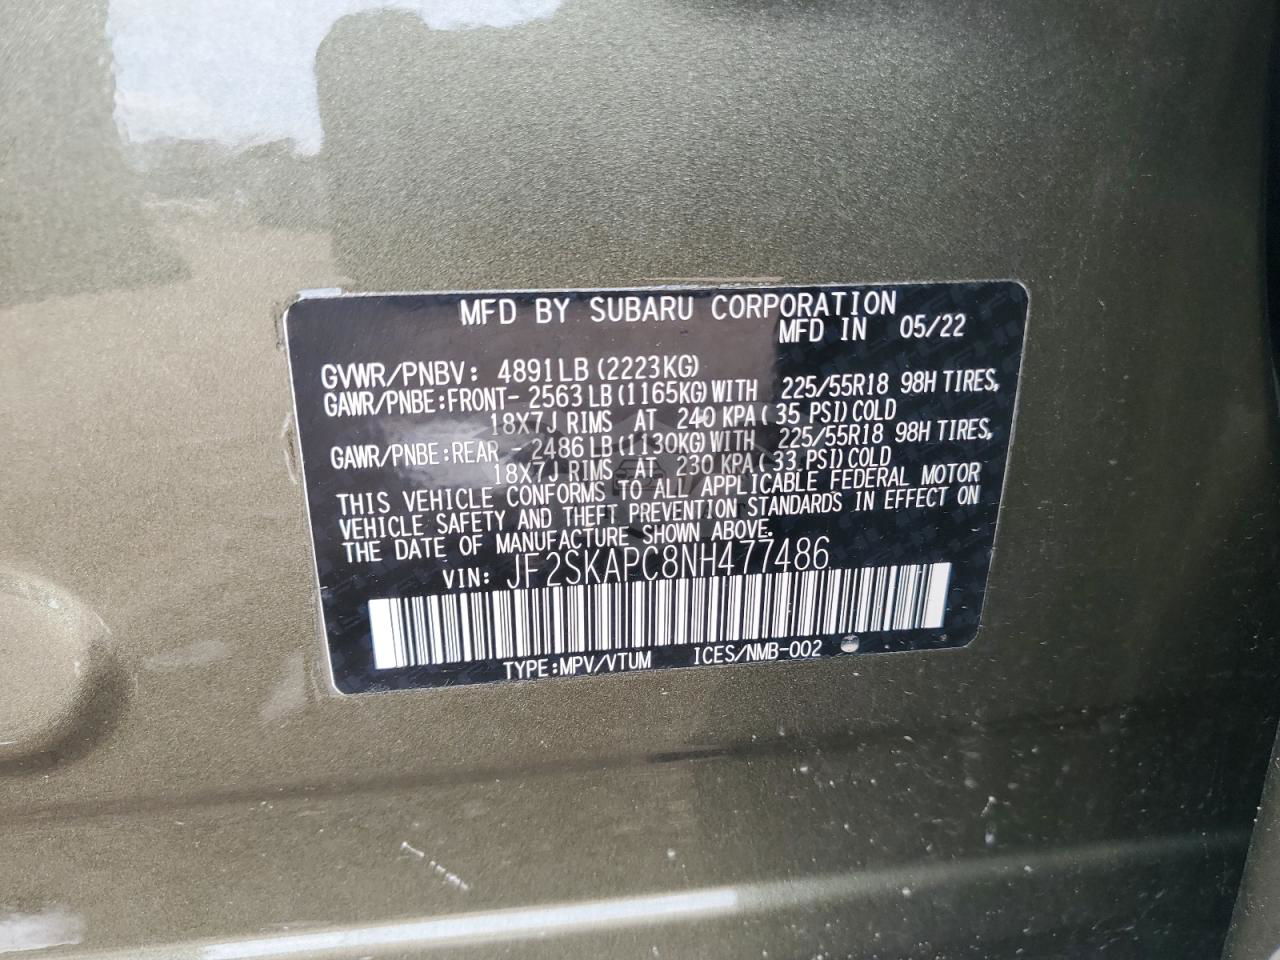 MFD BY SUBARU CORPORATION
MFD IN 05/22
GVWR/PNBV: 4891LB (2223KG)
GAWR/PNBE:FRONT- 2563LB(1165KG)WITH 225/55R18 98H TIRES,
18X7J RIMS AT 240 KPA( 35 PSI)COLD
GAWR/PNBE:REAR - 2486LB(1130KG)WITH 225/55R18 98H TIRES,
18X7J RIMS AT 230 KPA( 33 PSI)COLD
THIS VEHICLE CONFORMS TO ALL APPLICABLE FEDERAL MOTOR
VEHICLE SAFETY AND THEFT PREVENTION STANDARDS IN EFFECT ON
THE DATE OF MANUFACTURE SHOWN ABOVE.
VIN: JF2SKAPC8NH477486
TYPE:MPV/VTUM ICES/NMB-002